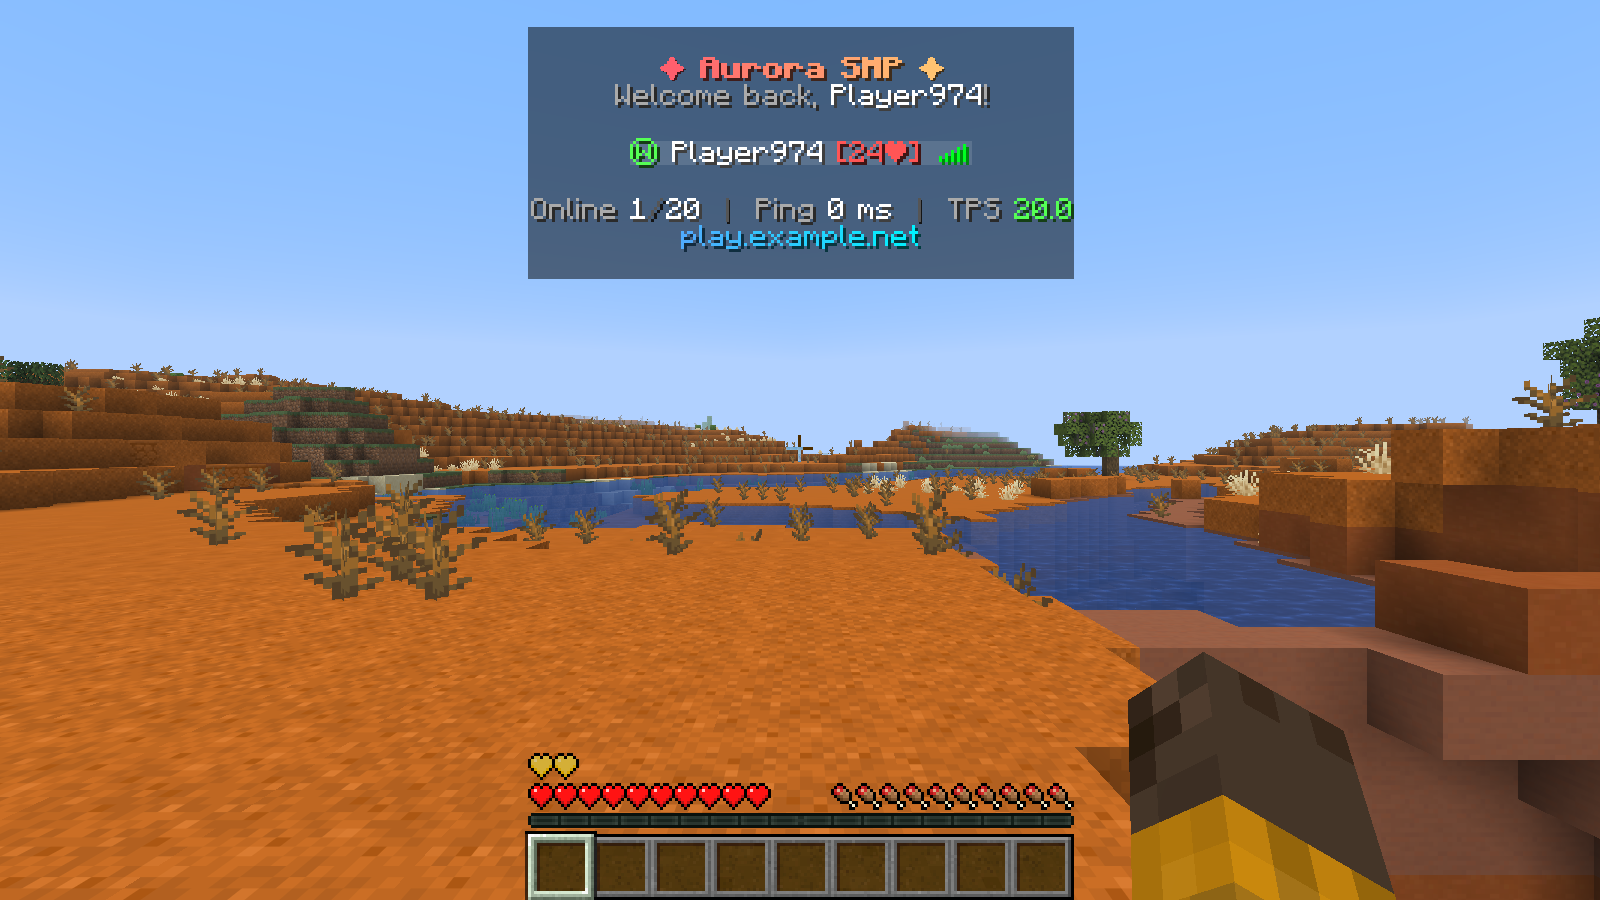 ✦ Aurora SMP ✦
Welcome back, Player974!
Ⓦ Player974 [24❤]
Online 1/20 | Ping 0 ms | TPS 20.0
play.example.net